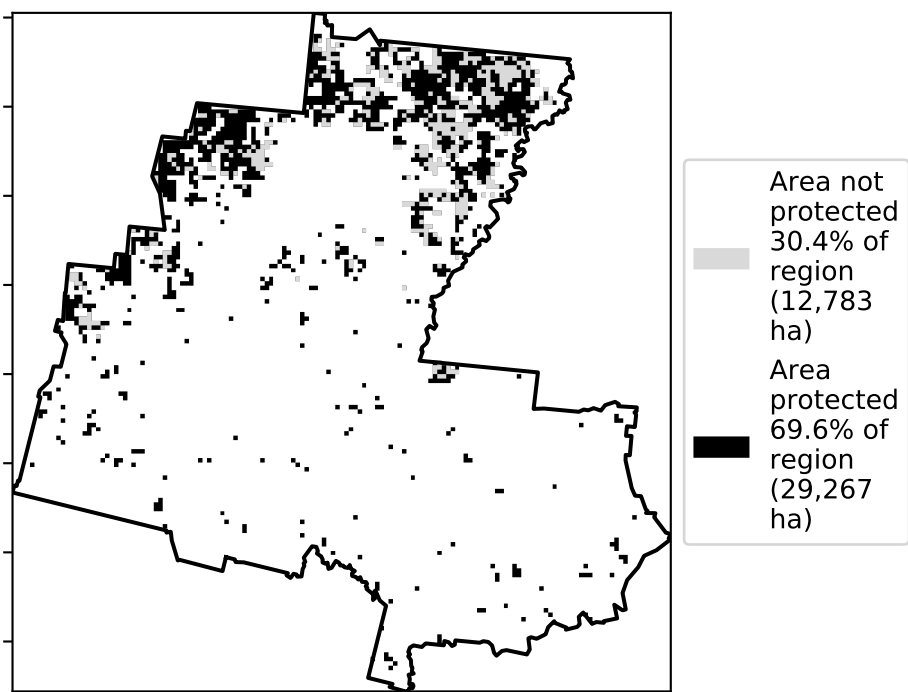 Area not
protected
30.4% of
region
(12,783
ha)
Area
protected
69.6% of
region
(29,267
ha)